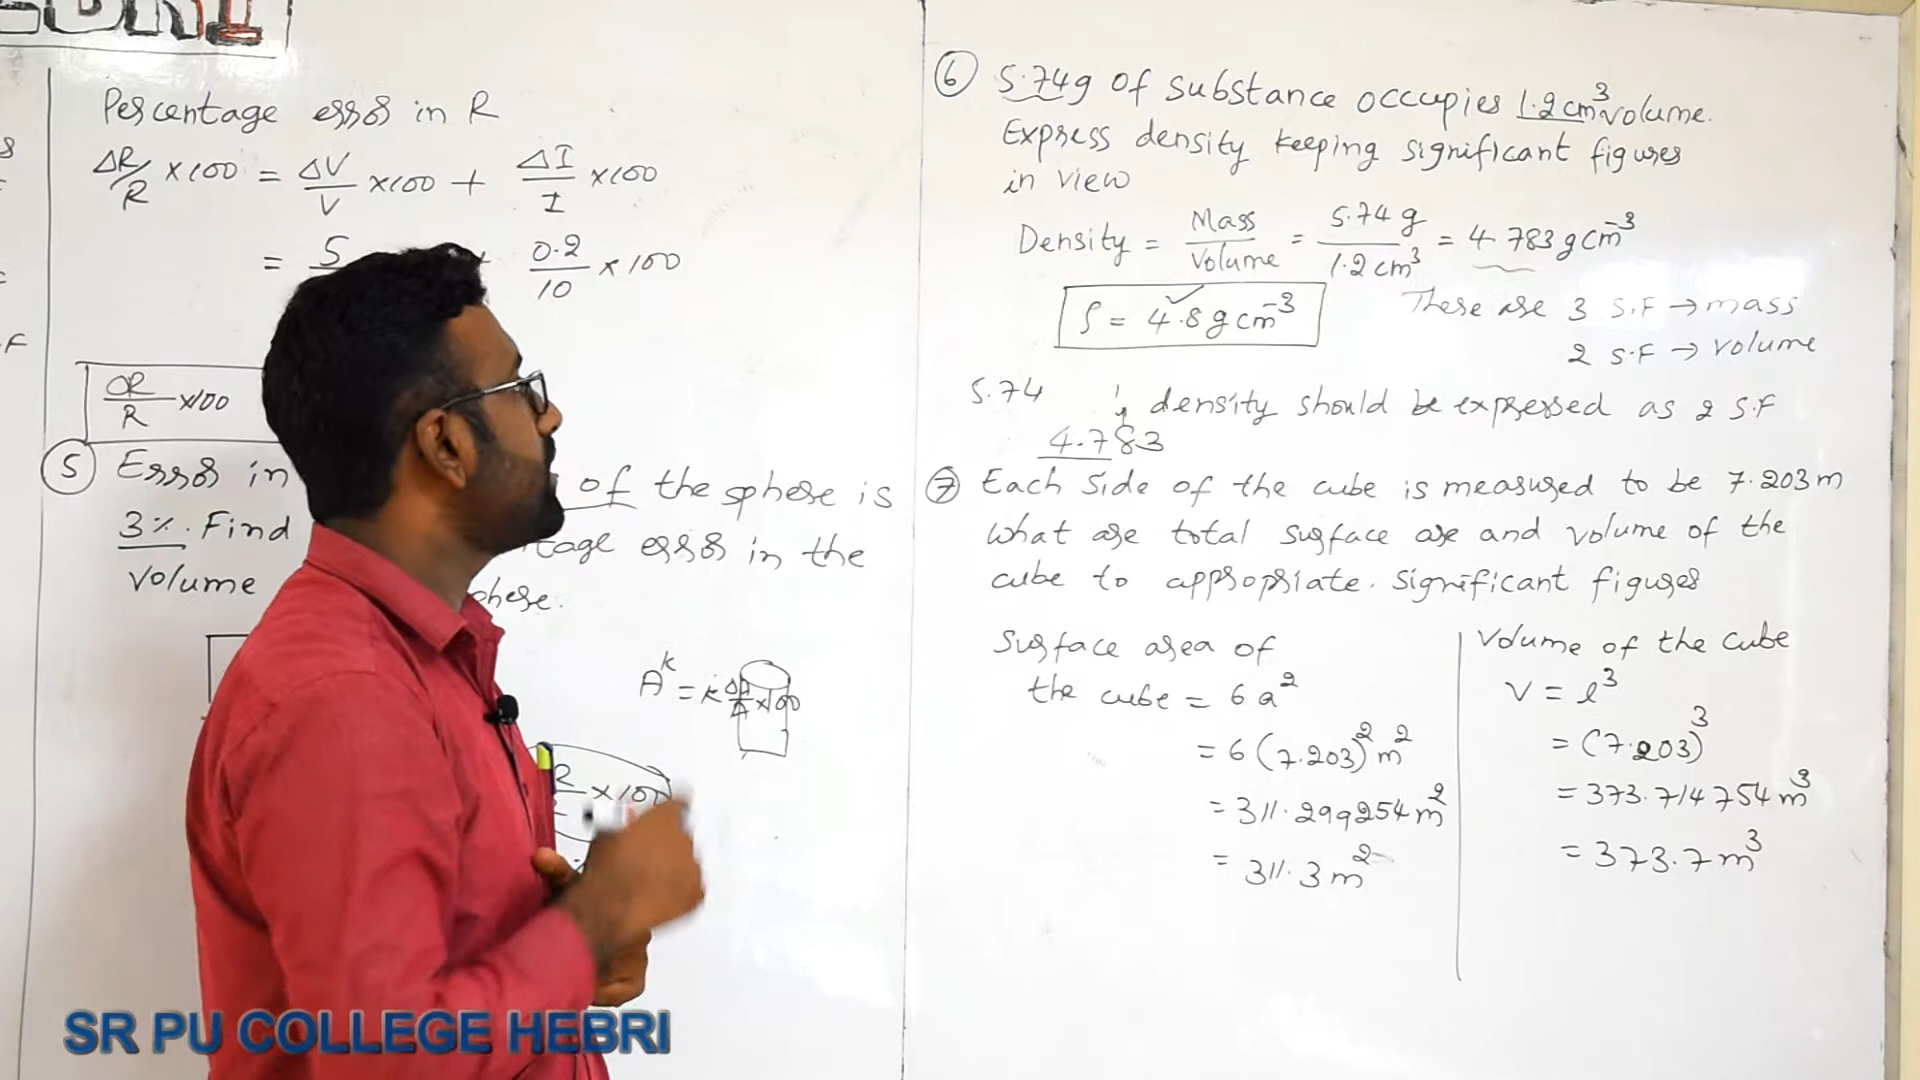 Percentage error in R
ΔR/R ×100 = ΔV/V ×100 + ΔI/I ×100
= 5 0.2/10 × 100
ΔR/R ×100
⑤ Error in of the sphere is
3%. Find error in the
volume
A^k = k ΔA/A ×100
×100
⑥ 5.74g of substance occupies 1.2cm³ volume.
Express density keeping significant figures
in view
Density = Mass/Volume = 5.74 g/1.2 cm³ = 4.783 g cm⁻³
ρ = 4.8 g cm⁻³
There are 3 S.F → mass
2 S.F → volume
5.74
density should be expressed as 2 S.F
4.783
⑦ Each side of the cube is measured to be 7.203m
What are total surface are and volume of the
cube to appropriate. significant figures
Surface area of
the cube = 6a²
= 6(7.203)² m²
= 311.299254 m²
= 311.3 m²
Volume of the cube
V = l³
= (7.203)³
= 373.714754 m³
= 373.7 m³
SR PU COLLEGE HEBRI